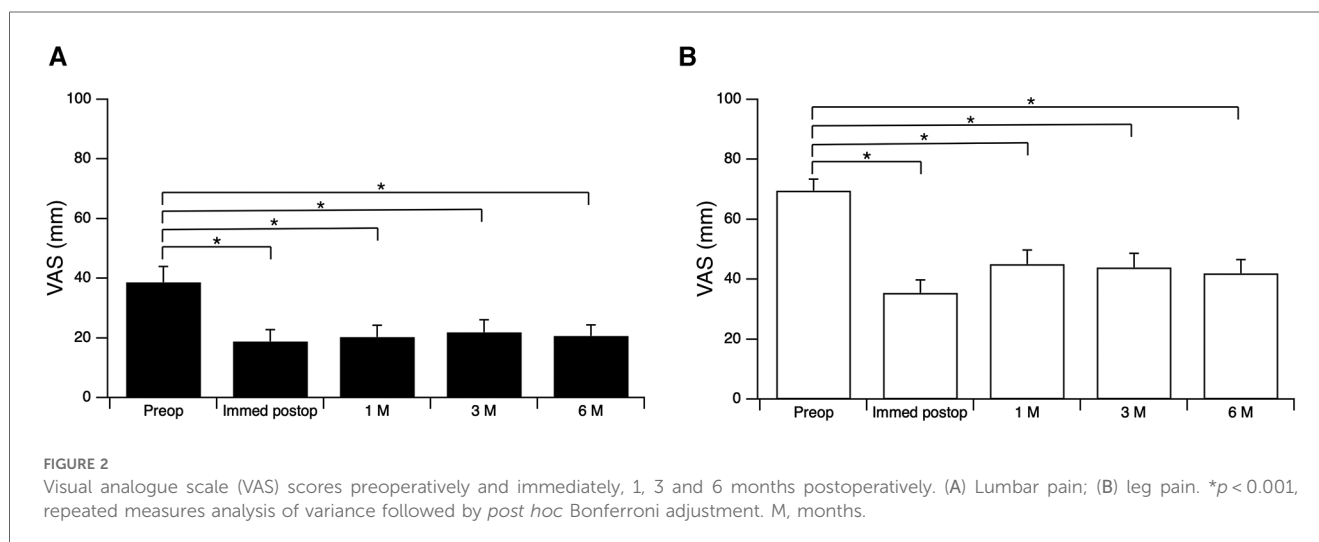 A
100
80
60
40
20
0
VAS (mm)
*
*
*
*
Preop Immed postop 1 M 3 M 6 M
B
100
80
60
40
20
0
VAS (mm)
*
*
*
*
Preop Immed postop 1 M 3 M 6 M
FIGURE 2
Visual analogue scale (VAS) scores preoperatively and immediately, 1, 3 and 6 months postoperatively. (A) Lumbar pain; (B) leg pain. *p < 0.001,
repeated measures analysis of variance followed by post hoc Bonferroni adjustment. M, months.